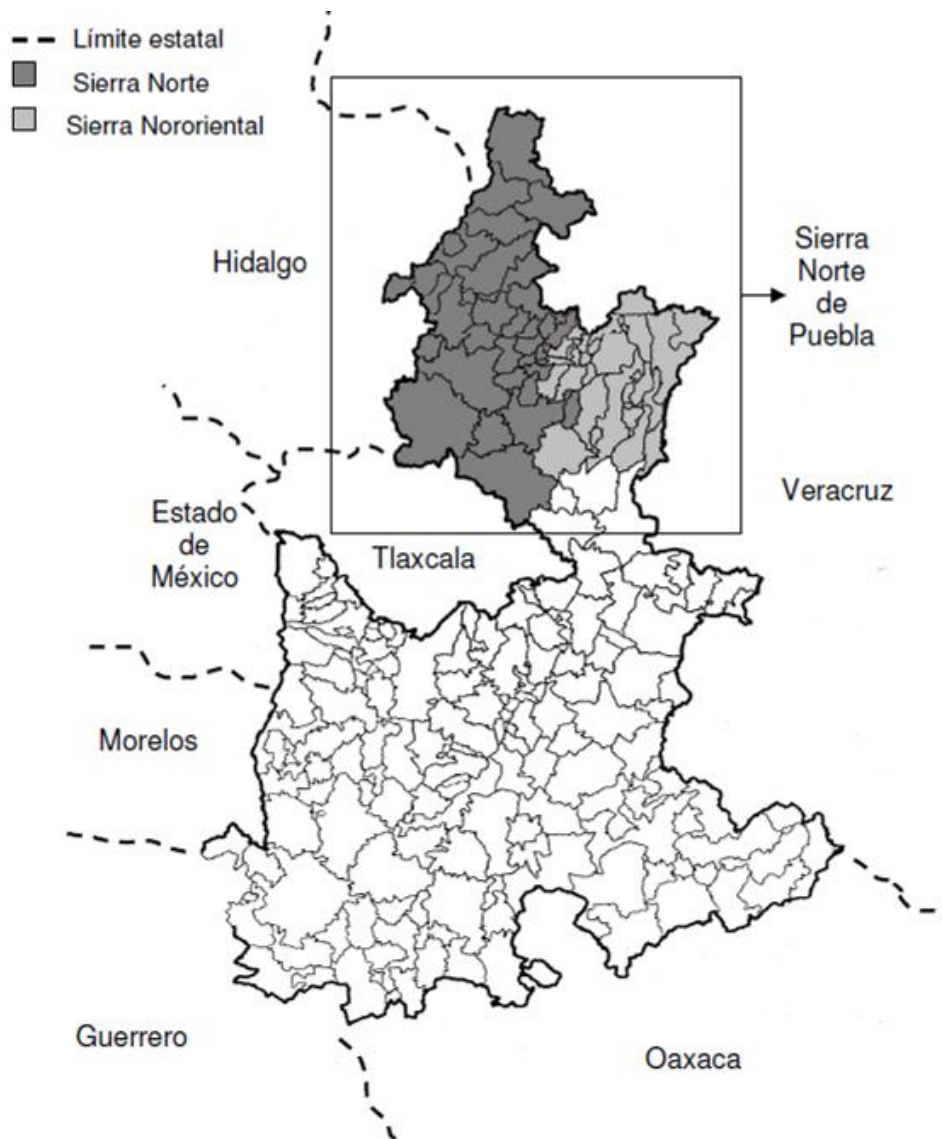 Límite estatal
Sierra Norte
Sierra Nororiental
Hidalgo
Sierra
Norte
de
Puebla
Veracruz
Estado
de
México
Tlaxcala
Morelos
Guerrero
Oaxaca